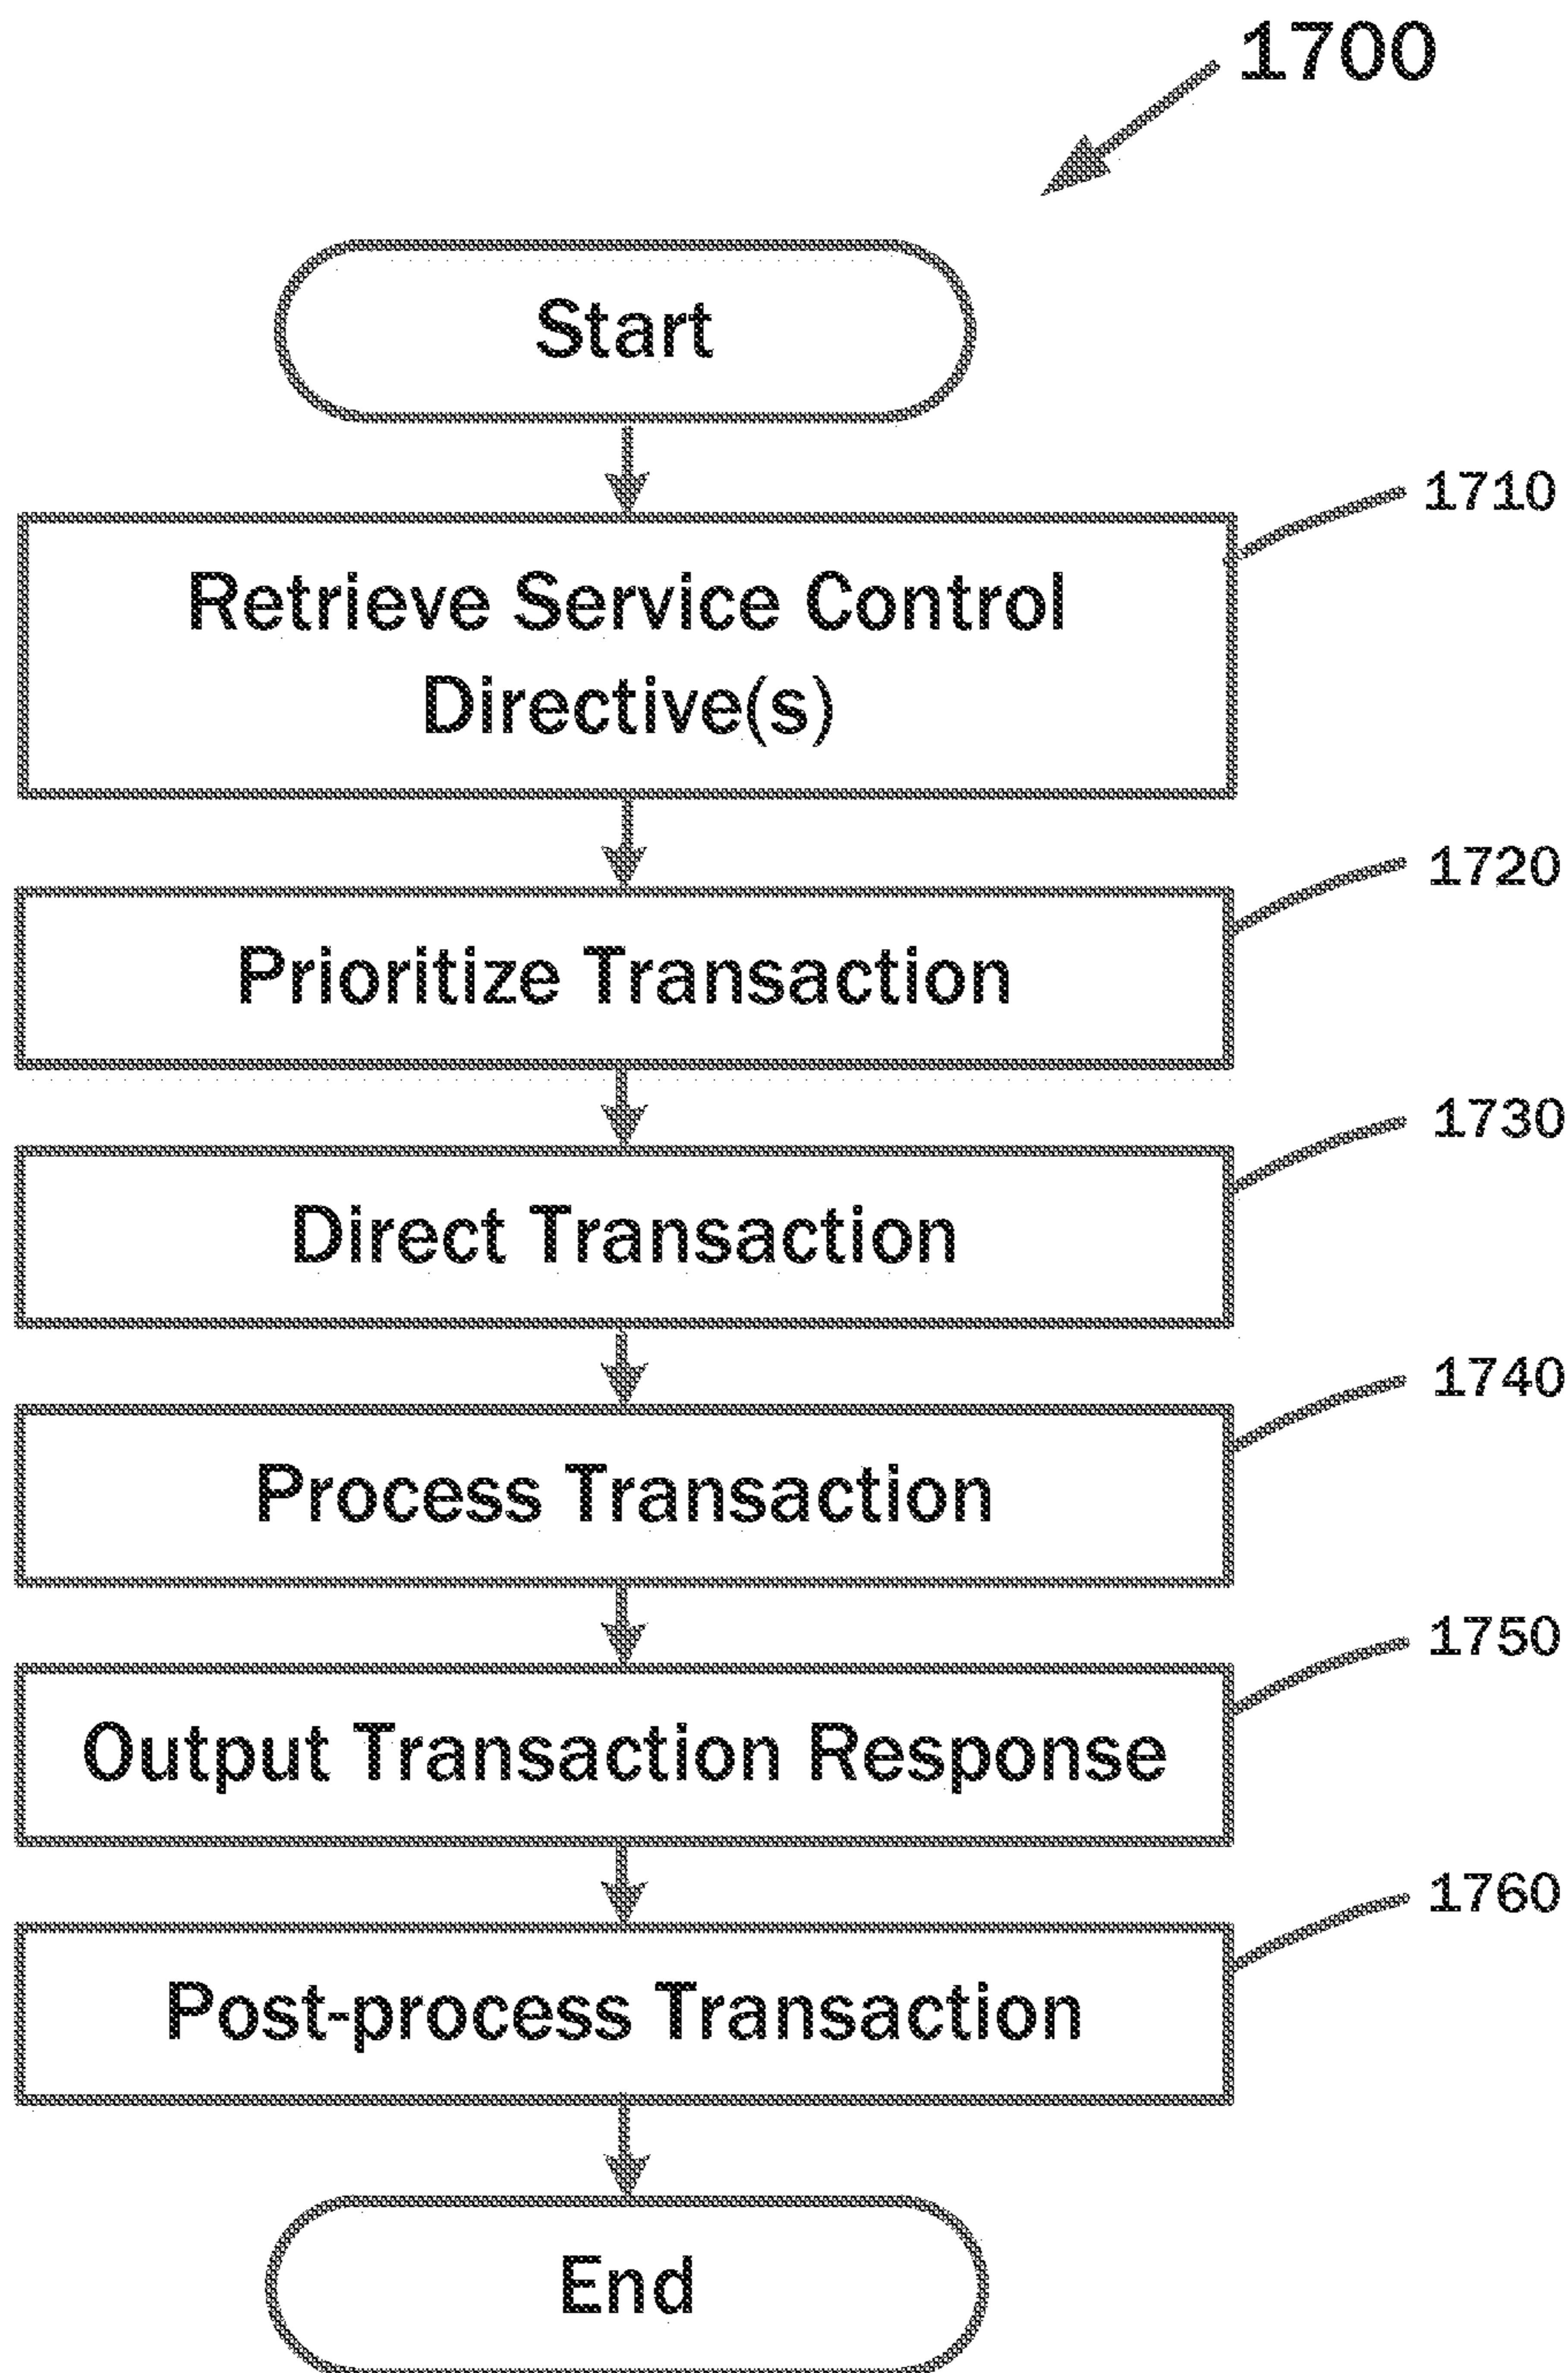 1700
Start
1710
Retrieve Service Control
Directive(s)
1720
Prioritize Transaction
1730
Direct Transaction
1740
Process Transaction
1750
Output Transaction Response
1760
Post-process Transaction
End